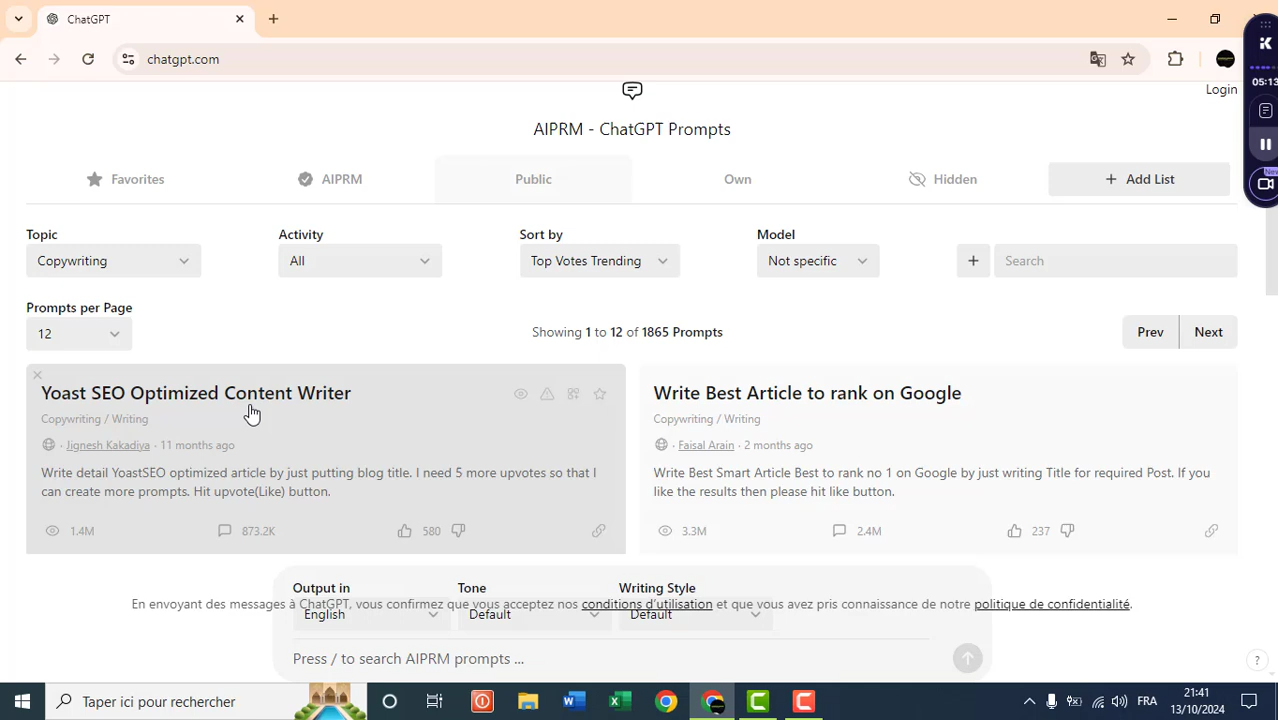 ChatGPT
chatgpt.com
05:13
Login
New
AIPRM - ChatGPT Prompts
Favorites
AIPRM
Public
Own
Hidden
+ Add List
Topic
Activity
Sort by
Model
Copywriting
All
Top Votes Trending
Not specific
+
Search
Prompts per Page
12
Showing 1 to 12 of 1865 Prompts
Prev
Next
Yoast SEO Optimized Content Writer
Copywriting / Writing
· Jignesh Kakadiya · 11 months ago
Write detail YoastSEO optimized article by just putting blog title. I need 5 more upvotes so that I
can create more prompts. Hit upvote(Like) button.
1.4M
873.2K
580
Write Best Article to rank on Google
Copywriting / Writing
· Faisal Arain · 2 months ago
Write Best Smart Article Best to rank no 1 on Google by just writing Title for required Post. If you
like the results then please hit like button.
3.3M
2.4M
237
Output in
Tone
Writing Style
En envoyant des messages à ChatGPT, vous confirmez que vous acceptez nos conditions d'utilisation et que vous avez pris connaissance de notre politique de confidentialité.
English
Default
Default
Press / to search AIPRM prompts ...
?
Taper ici pour rechercher
FRA
21:41
13/10/2024